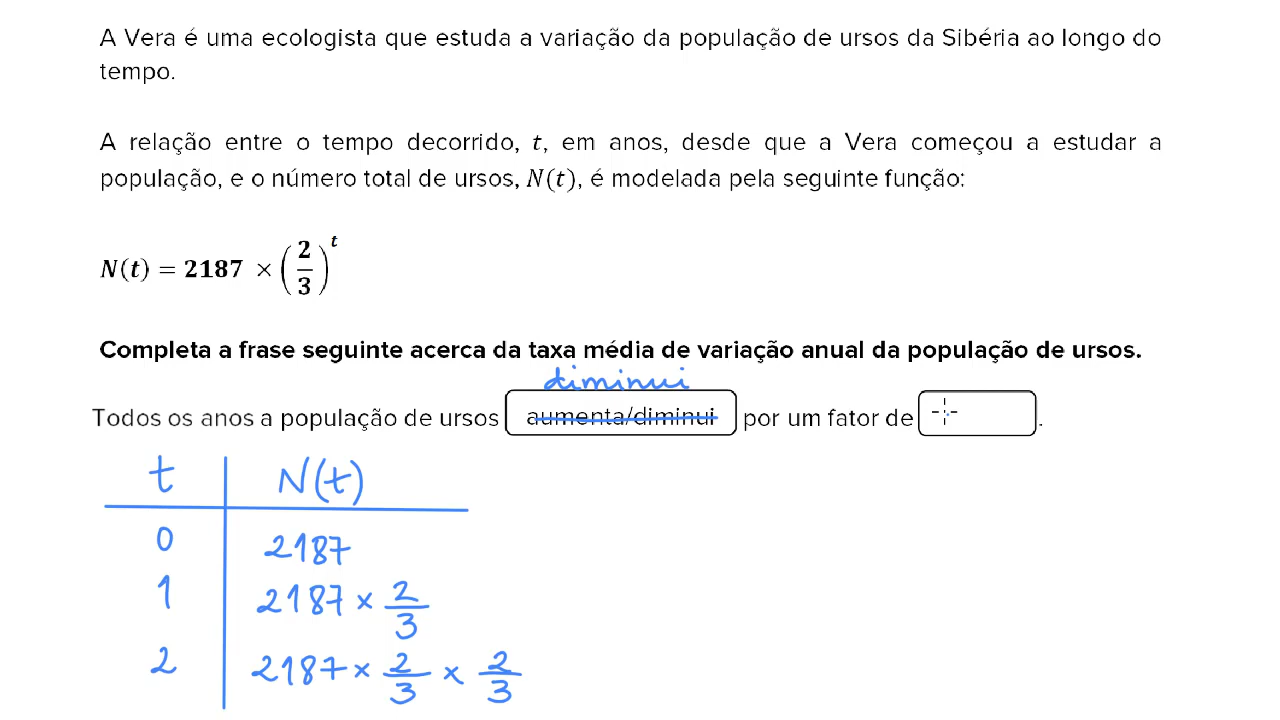 A Vera é uma ecologista que estuda a variação da população de ursos da Sibéria ao longo do
tempo.
A relação entre o tempo decorrido, t, em anos, desde que a Vera começou a estudar a
população, e o número total de ursos, N(t), é modelada pela seguinte função:
N(t) = 2187 × (2/3)^t
Completa a frase seguinte acerca da taxa média de variação anual da população de ursos.
diminui
Todos os anos a população de ursos aumenta/diminui por um fator de .
t N(t)
0 2187
1 2187 × 2/3
2 2187 × 2/3 × 2/3